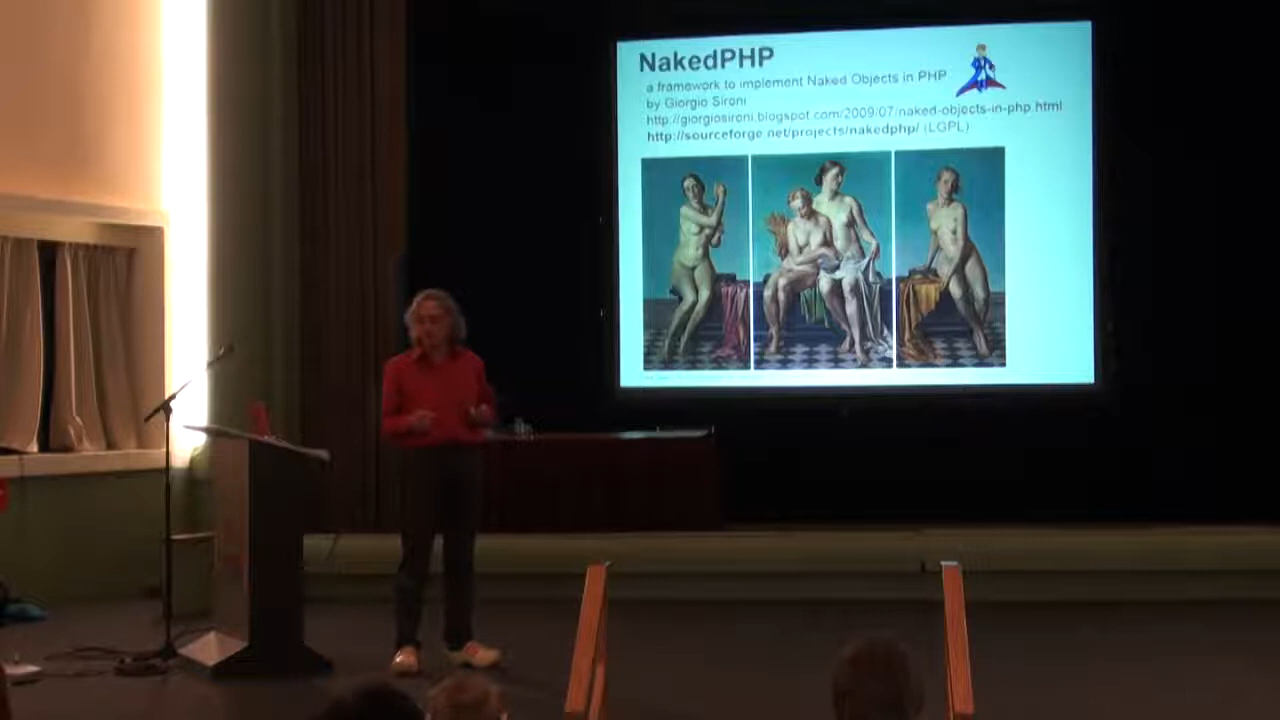 NakedPHP
a framework to implement Naked Objects in PHP
by Giorgio Sironi
http://giorgiosironi.blogspot.com/2009/07/naked-objects-in-php.html
http://sourceforge.net/projects/nakedphp/ (LGPL)